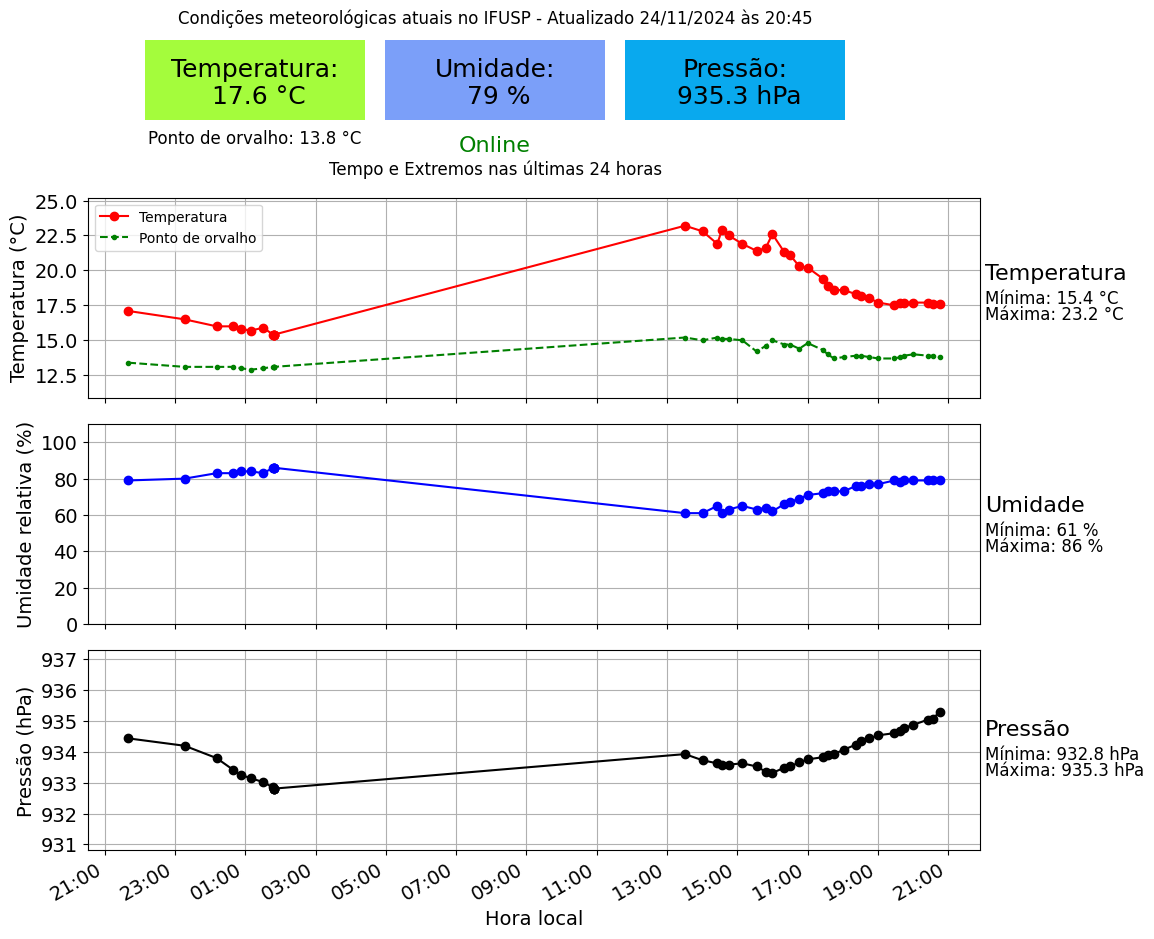 Condições meteorológicas atuais no IFUSP - Atualizado 24/11/2024 às 20:45
Temperatura:
17.6 °C
Umidade:
79 %
Pressão:
935.3 hPa
Ponto de orvalho: 13.8 °C
Online
Tempo e Extremos nas últimas 24 horas
Temperatura (°C)
25.0
22.5
20.0
17.5
15.0
12.5
Temperatura
Ponto de orvalho
Temperatura
Mínima: 15.4 °C
Máxima: 23.2 °C
Umidade relativa (%)
100
80
60
40
20
0
Umidade
Mínima: 61 %
Máxima: 86 %
Pressão (hPa)
937
936
935
934
933
932
931
Pressão
Mínima: 932.8 hPa
Máxima: 935.3 hPa
21:00 23:00 01:00 03:00 05:00 07:00 09:00 11:00 13:00 15:00 17:00 19:00 21:00
Hora local